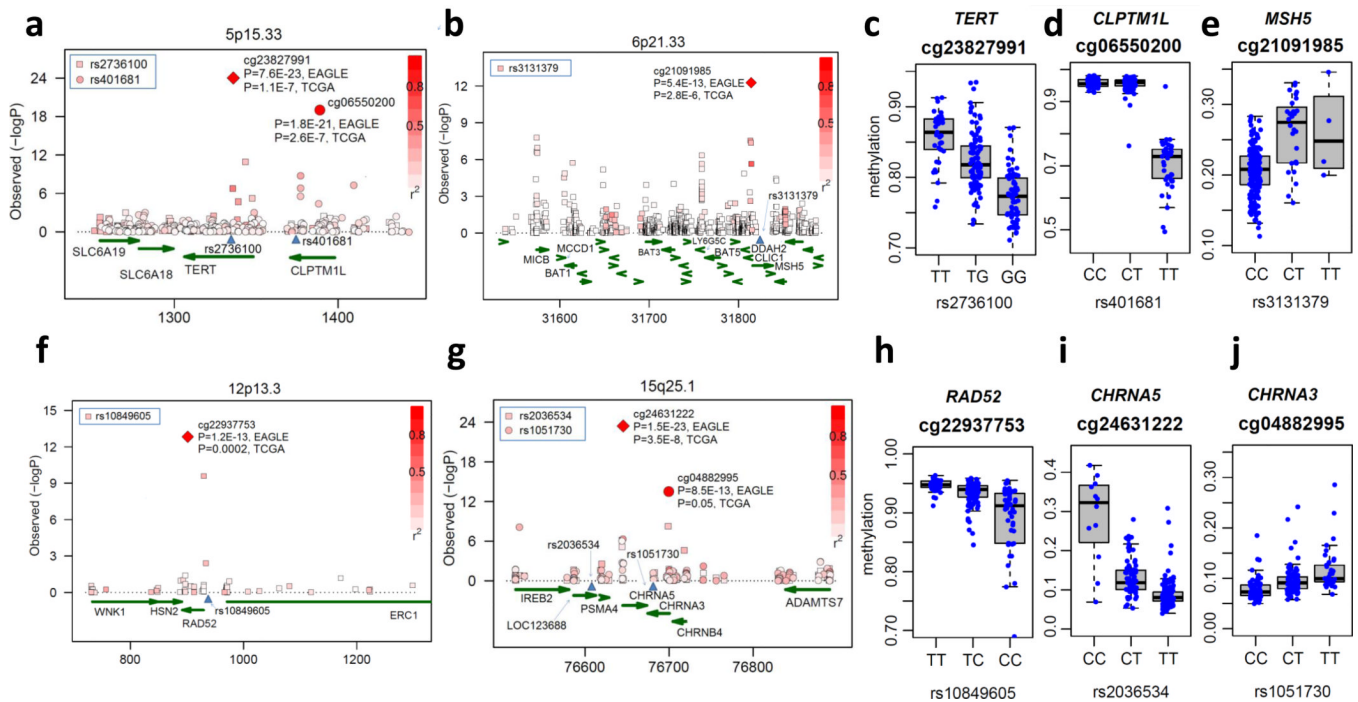 a
5p15.33
rs2736100
rs401681
cg23827991
P=7.6E-23, EAGLE
P=1.1E-7, TCGA
cg06550200
P=1.8E-21, EAGLE
P=2.6E-7, TCGA
0.8
0.5
r²
Observed (−logP)
24
18
12
6
0
SLC6A19
SLC6A18
TERT
rs2736100
rs401681
CLPTM1L
1300
1400
b
6p21.33
rs3131379
cg21091985
P=5.4E-13, EAGLE
P=2.8E-6, TCGA
0.8
0.5
r²
Observed (−logP)
15
12
9
6
3
0
rs3131379
MICB
MCCD1
BAT1
BAT3
LY6G5C
BAT5
DDAH2
CLIC1
MSH5
31600
31700
31800
c
TERT
cg23827991
methylation
0.90
0.85
0.80
0.75
0.70
TT
TG
GG
rs2736100
d
CLPTM1L
cg06550200
0.9
0.8
0.7
0.6
0.5
CC
CT
TT
rs401681
e
MSH5
cg21091985
0.30
0.25
0.20
0.15
0.10
CC
CT
TT
rs3131379
f
12p13.3
rs10849605
cg22937753
P=1.2E-13, EAGLE
P=0.0002, TCGA
0.8
0.5
r²
Observed (−logP)
15
12
9
6
3
0
WNK1
HSN2
RAD52
rs10849605
ERC1
800
1000
1200
g
15q25.1
rs2036534
rs1051730
cg24631222
P=1.5E-23, EAGLE
P=3.5E-8, TCGA
cg04882995
P=8.5E-13, EAGLE
P=0.05, TCGA
0.8
0.5
r²
Observed (−logP)
24
18
12
6
0
rs2036534
rs1051730
IREB2
LOC123688
PSMA4
CHRNA5
CHRNA3
CHRNB4
ADAMTS7
76600
76700
76800
h
RAD52
cg22937753
methylation
1.00
0.95
0.90
0.80
0.70
TT
TC
CC
rs10849605
i
CHRNA5
cg24631222
0.4
0.3
0.3
0.1
0.0
CC
CT
TT
rs2036534
j
CHRNA3
cg04882995
0.30
0.20
0.15
0.10
0.00
CC
CT
TT
rs1051730